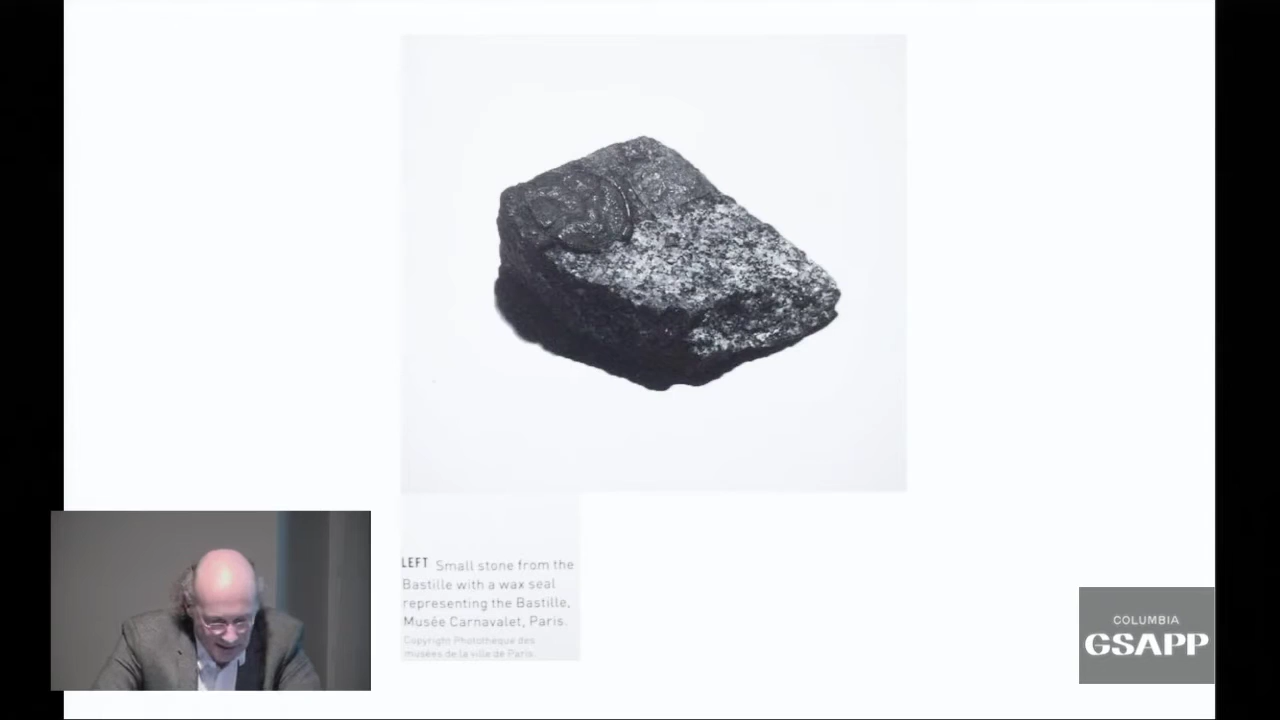 LEFT Small stone from the
Bastille with a wax seal
representing the Bastille,
Musée Carnavalet, Paris.
Copyright Photothèque des
musées de la ville de Paris.
COLUMBIA
GSAPP